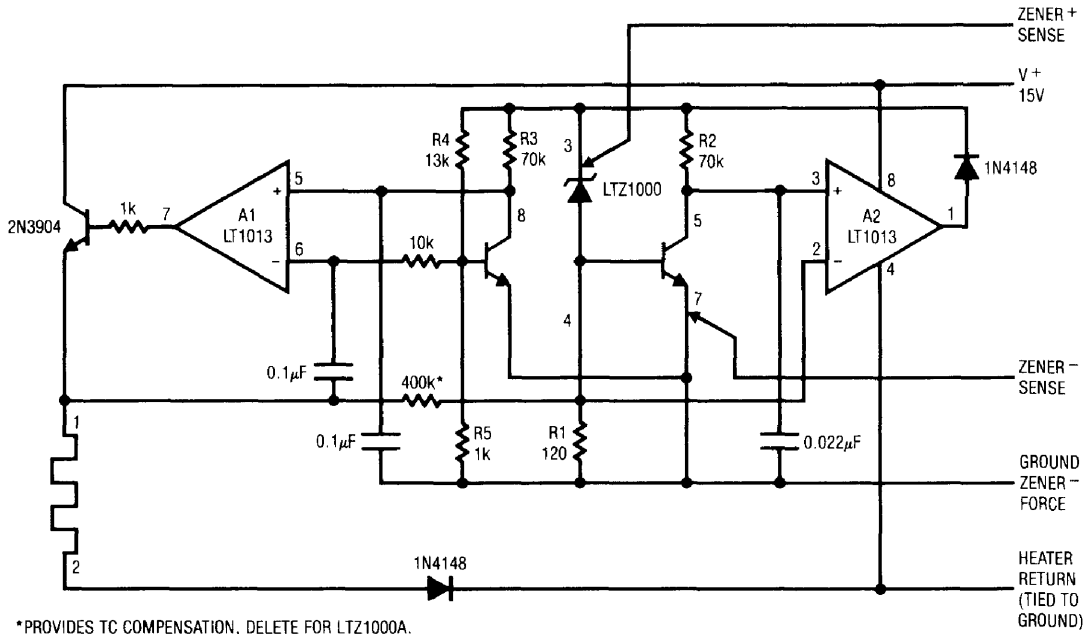 ZENER +
SENSE
V +
15V
R4
13k
R3
70k
3
R2
70k
LTZ1000
1N4148
2N3904
1k
7
A1
LT1013
+
5
−
6
10k
8
5
3
+
A2
LT1013
8
1
2
−
4
4
7
0.1µF
400k*
0.1µF
R5
1k
R1
120
0.022µF
ZENER −
SENSE
GROUND
ZENER −
FORCE
1
2
1N4148
HEATER
RETURN
(TIED TO
GROUND)
*PROVIDES TC COMPENSATION, DELETE FOR LTZ1000A.